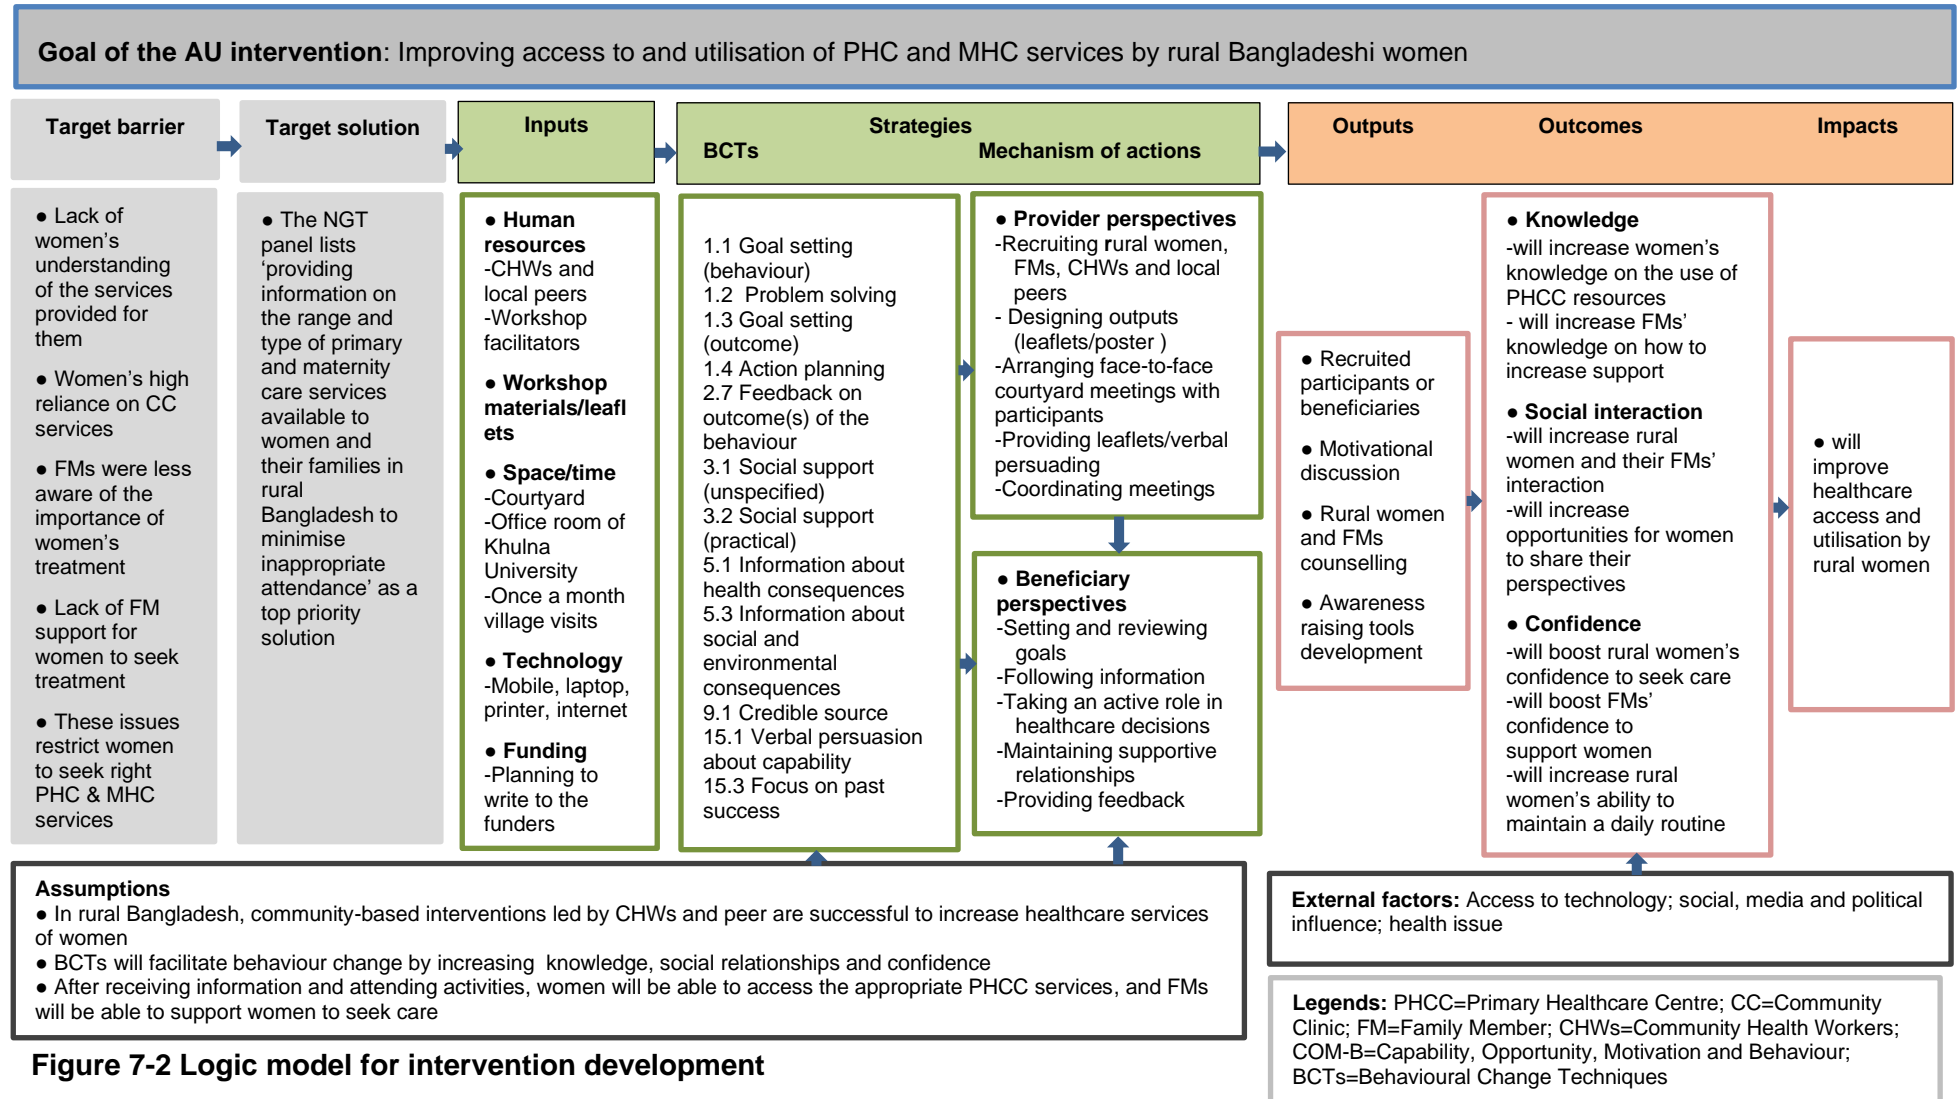 Goal of the AU intervention: Improving access to and utilisation of PHC and MHC services by rural Bangladeshi women
Target barrier
Target solution
Inputs
Strategies
BCTs
Mechanism of actions
Outputs
Outcomes
Impacts
● Lack of
women's
understanding
of the services
provided for
them
● Women's high
reliance on CC
services
● FMs were less
aware of the
importance of
women's
treatment
● Lack of FM
support for
women to seek
treatment
● These issues
restrict women
to seek right
PHC & MHC
services
● The NGT
panel lists
‘providing
information on
the range and
type of primary
and maternity
care services
available to
women and
their families in
rural
Bangladesh to
minimise
inappropriate
attendance’ as a
top priority
solution
● Human
resources
-CHWs and
local peers
-Workshop
facilitators
● Workshop
materials/leafl
ets
● Space/time
-Courtyard
-Office room of
Khulna
University
-Once a month
village visits
● Technology
-Mobile, laptop,
printer, internet
● Funding
-Planning to
write to the
funders
1.1 Goal setting
(behaviour)
1.2 Problem solving
1.3 Goal setting
(outcome)
1.4 Action planning
2.7 Feedback on
outcome(s) of the
behaviour
3.1 Social support
(unspecified)
3.2 Social support
(practical)
5.1 Information about
health consequences
5.3 Information about
social and
environmental
consequences
9.1 Credible source
15.1 Verbal persuasion
about capability
15.3 Focus on past
success
● Provider perspectives
-Recruiting rural women,
FMs, CHWs and local
peers
- Designing outputs
(leaflets/poster )
-Arranging face-to-face
courtyard meetings with
participants
-Providing leaflets/verbal
persuading
-Coordinating meetings
● Beneficiary
perspectives
-Setting and reviewing
goals
-Following information
-Taking an active role in
healthcare decisions
-Maintaining supportive
relationships
-Providing feedback
● Recruited
participants or
beneficiaries
● Motivational
discussion
● Rural women
and FMs
counselling
● Awareness
raising tools
development
● Knowledge
-will increase women's
knowledge on the use of
PHCC resources
- will increase FMs'
knowledge on how to
increase support
● Social interaction
-will increase rural
women and their FMs'
interaction
-will increase
opportunities for women
to share their
perspectives
● Confidence
-will boost rural women's
confidence to seek care
-will boost FMs'
confidence to
support women
-will increase rural
women's ability to
maintain a daily routine
● will
improve
healthcare
access and
utilisation by
rural women
Assumptions
● In rural Bangladesh, community-based interventions led by CHWs and peer are successful to increase healthcare services
of women
● BCTs will facilitate behaviour change by increasing knowledge, social relationships and confidence
● After receiving information and attending activities, women will be able to access the appropriate PHCC services, and FMs
will be able to support women to seek care
External factors: Access to technology; social, media and political
influence; health issue
Legends: PHCC=Primary Healthcare Centre; CC=Community
Clinic; FM=Family Member; CHWs=Community Health Workers;
COM-B=Capability, Opportunity, Motivation and Behaviour;
BCTs=Behavioural Change Techniques
Figure 7-2 Logic model for intervention development